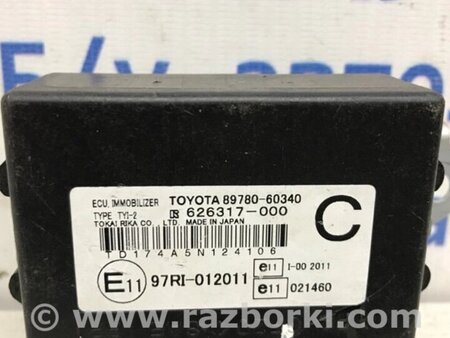 Б/у авто
ECU, IMMOBILIZER TOYOTA 89780-60340
TYPE TYI-2 626317-000
TOKAI RIKA CO., LTD. MADE IN JAPAN
C
TD174A5N124106
E11 97RI-012011
e11 I-00 2011
e11 021460
www.razborki.com